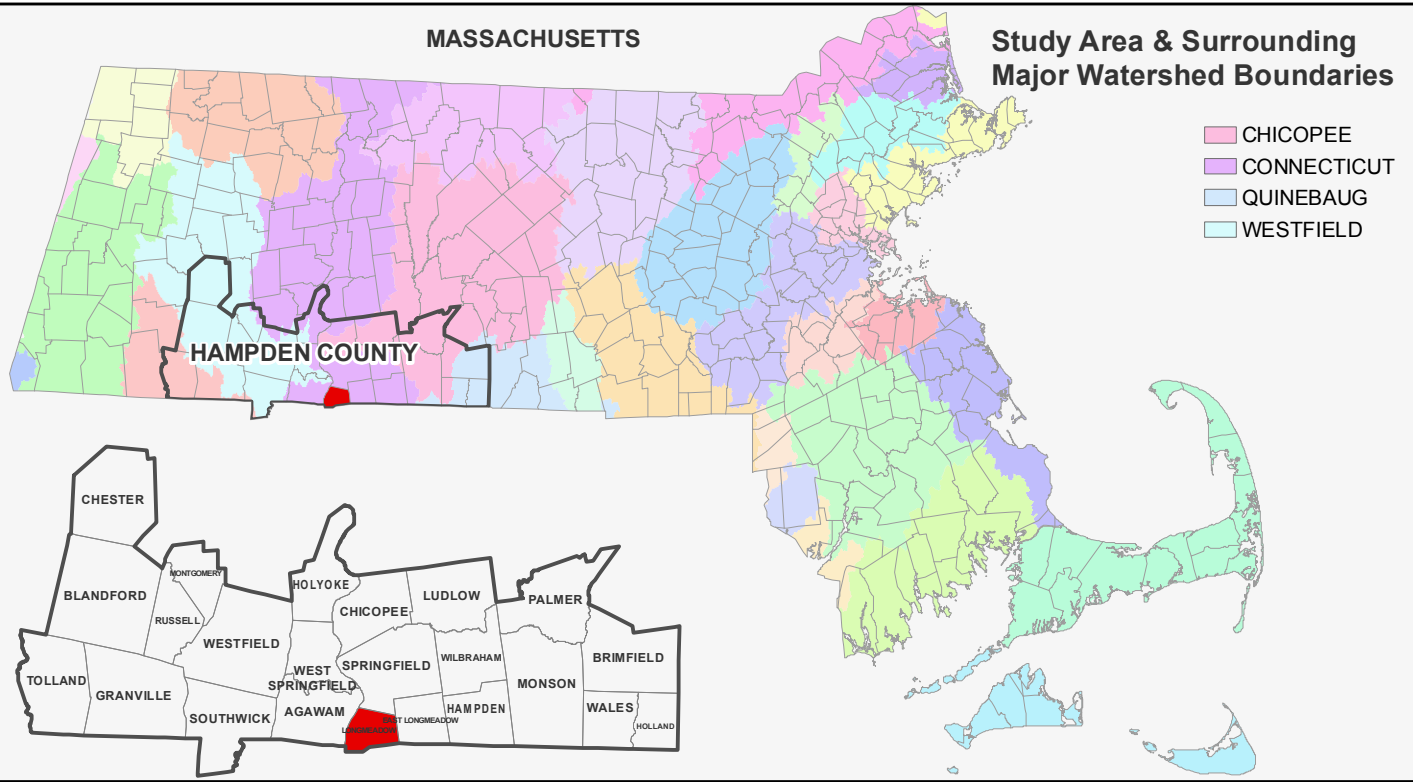 MASSACHUSETTS
Study Area & Surrounding
Major Watershed Boundaries
CHICOPEE
CONNECTICUT
QUINEBAUG
WESTFIELD
HAMPDEN COUNTY
CHESTER
MONTGOMERY
HOLYOKE
BLANDFORD
LUDLOW
PALMER
CHICOPEE
RUSSELL
WESTFIELD
WILBRAHAM
BRIMFIELD
SPRINGFIELD
WEST
SPRINGFIELD
TOLLAND
MONSON
GRANVILLE
WALES
HAMPDEN
AGAWAM
SOUTHWICK
EAST LONGMEADOW
HOLLAND
LONGMEADOW